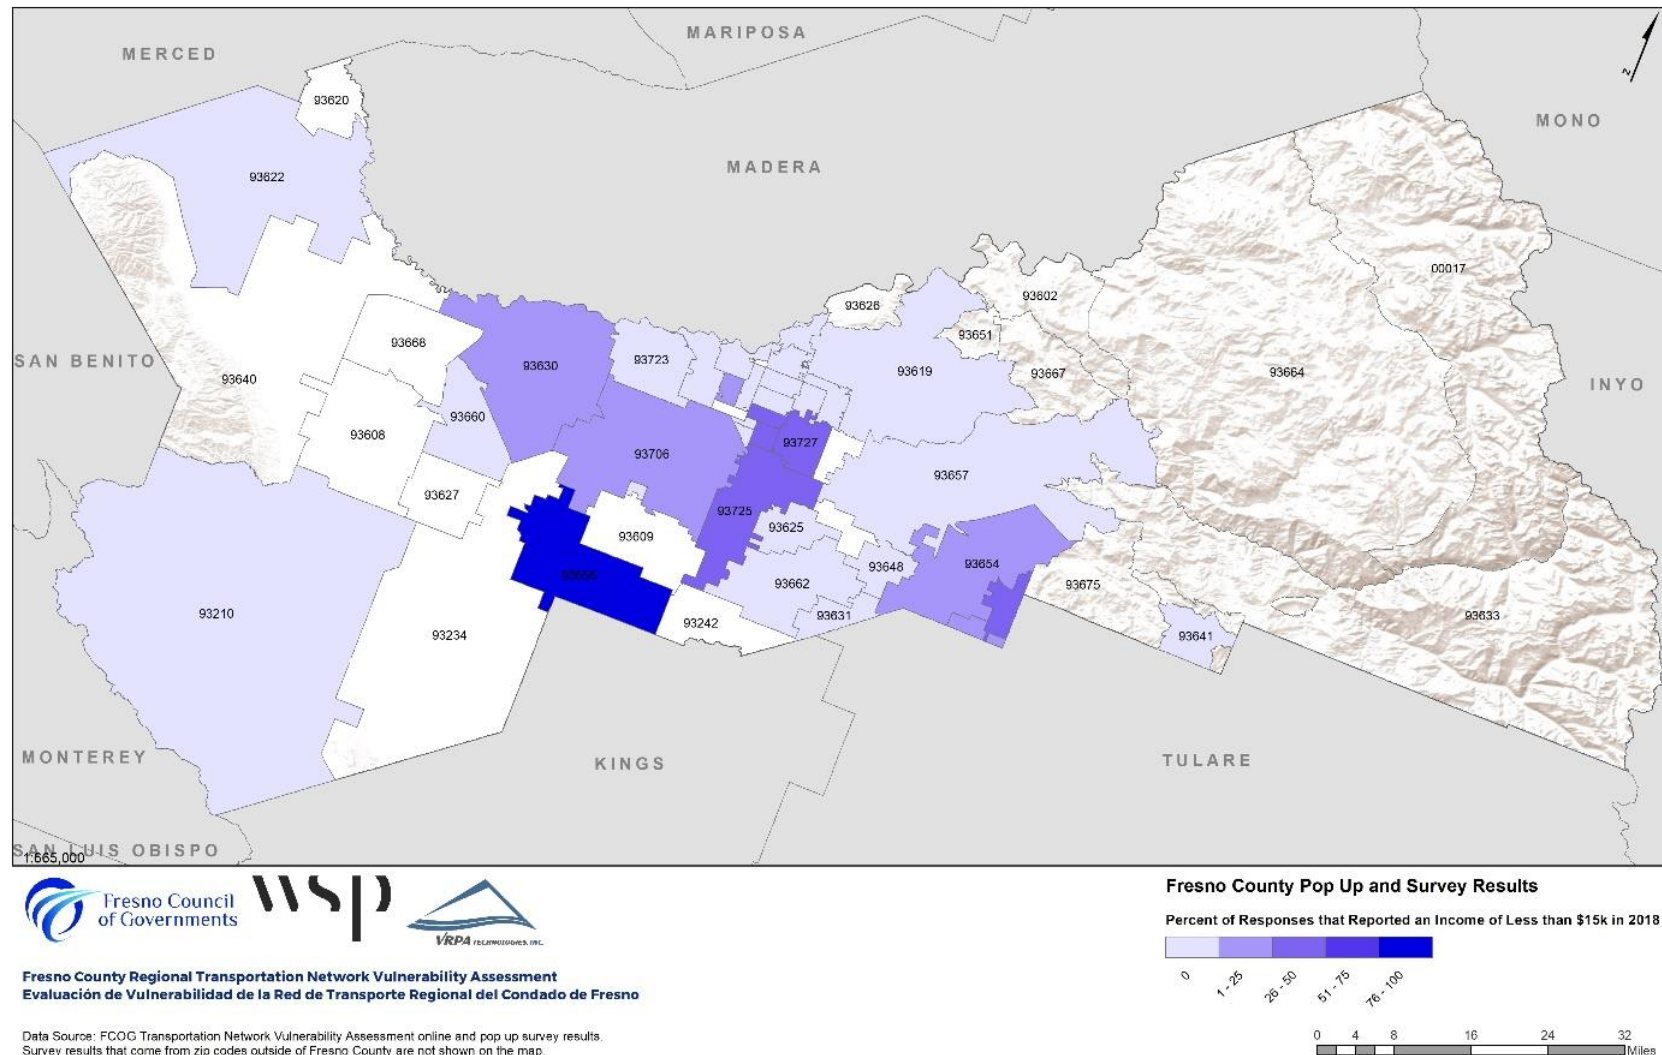 MARIPOSA
MERCED
N
93620
MONO
MADERA
93622
00017
93602
93626
93651
93668
93723
SAN BENITO
93630
93619
93667
93664
93640
INYO
93660
93608
93727
93706
93657
93627
93725
93625
93609
93654
93648
93662
93675
93210
93631
93242
93633
93234
93641
MONTEREY
KINGS
TULARE
SAN LUIS OBISPO
1:665,000
Fresno Council
of Governments
wsp
VRPA TECHNOLOGIES, INC.
Fresno County Pop Up and Survey Results
Percent of Responses that Reported an Income of Less than $15k in 2018
0
1 - 25
26 - 50
51 - 75
76 - 100
Fresno County Regional Transportation Network Vulnerability Assessment
Evaluación de Vulnerabilidad de la Red de Transporte Regional del Condado de Fresno
Data Source: FCOG Transportation Network Vulnerability Assessment online and pop up survey results.
Survey results that come from zip codes outside of Fresno County are not shown on the map.
0 4 8 16 24 32
Miles